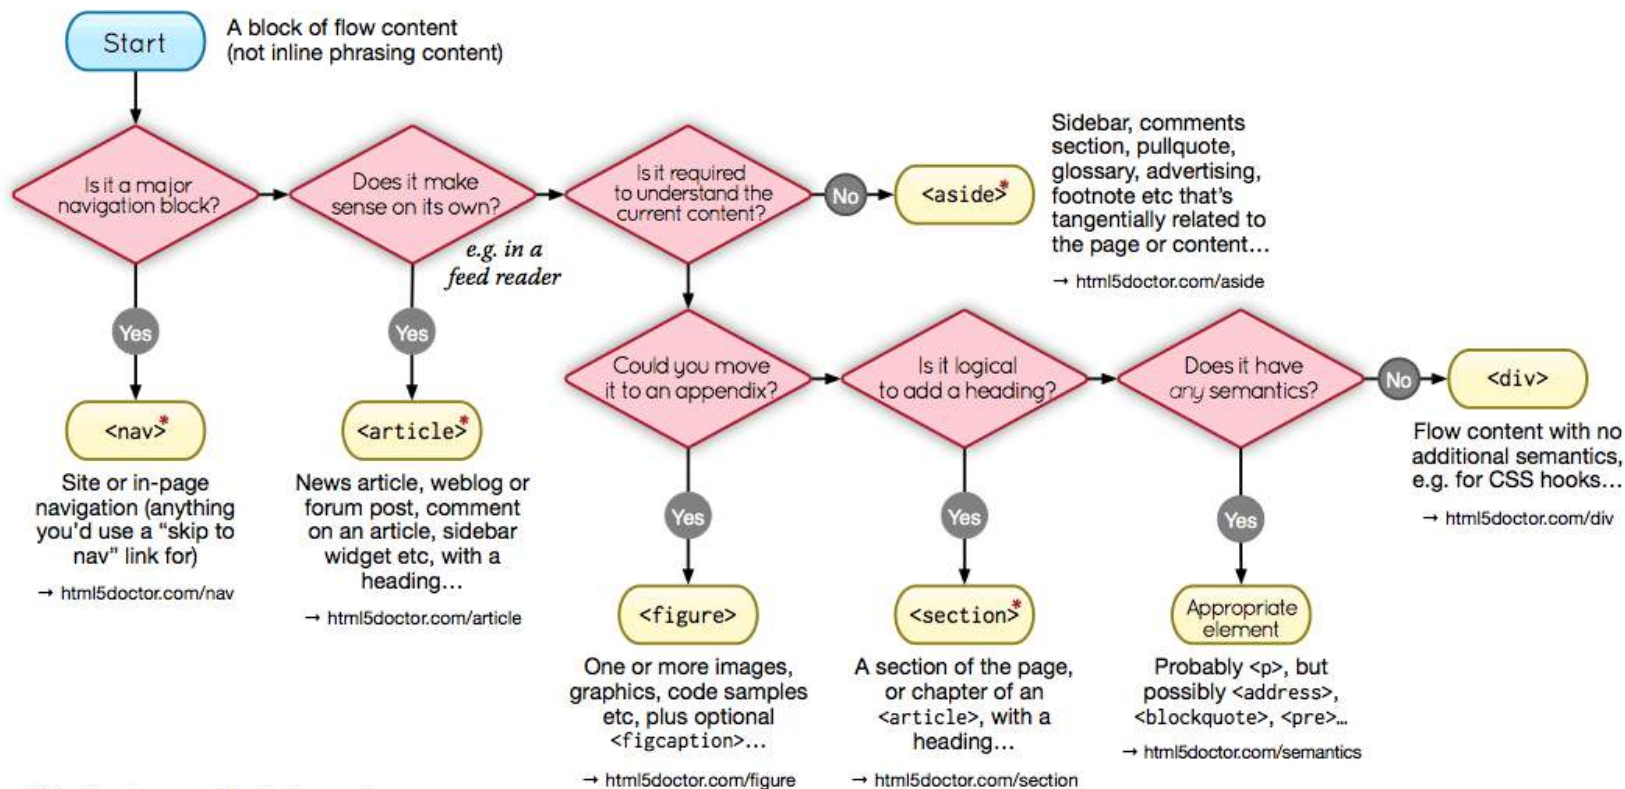 Start
A block of flow content
(not inline phrasing content)
Is it a major
navigation block?
Does it make
sense on its own?
e.g. in a
feed reader
Is it required
to understand the
current content?
No
<aside>*
Sidebar, comments
section, pullquote,
glossary, advertising,
footnote etc that’s
tangentially related to
the page or content…
→ html5doctor.com/aside
Yes
<nav>*
Site or in-page
navigation (anything
you’d use a “skip to
nav” link for)
→ html5doctor.com/nav
Yes
<article>*
News article, weblog or
forum post, comment
on an article, sidebar
widget etc, with a
heading…
→ html5doctor.com/article
Could you move
it to an appendix?
Is it logical
to add a heading?
Does it have
any semantics?
No
<div>
Flow content with no
additional semantics,
e.g. for CSS hooks…
→ html5doctor.com/div
Yes
<figure>
One or more images,
graphics, code samples
etc, plus optional
<figcaption>…
→ html5doctor.com/figure
Yes
<section>*
A section of the page,
or chapter of an
<article>, with a
heading…
→ html5doctor.com/section
Yes
Appropriate
element
Probably <p>, but
possibly <address>,
<blockquote>, <pre>…
→ html5doctor.com/semantics